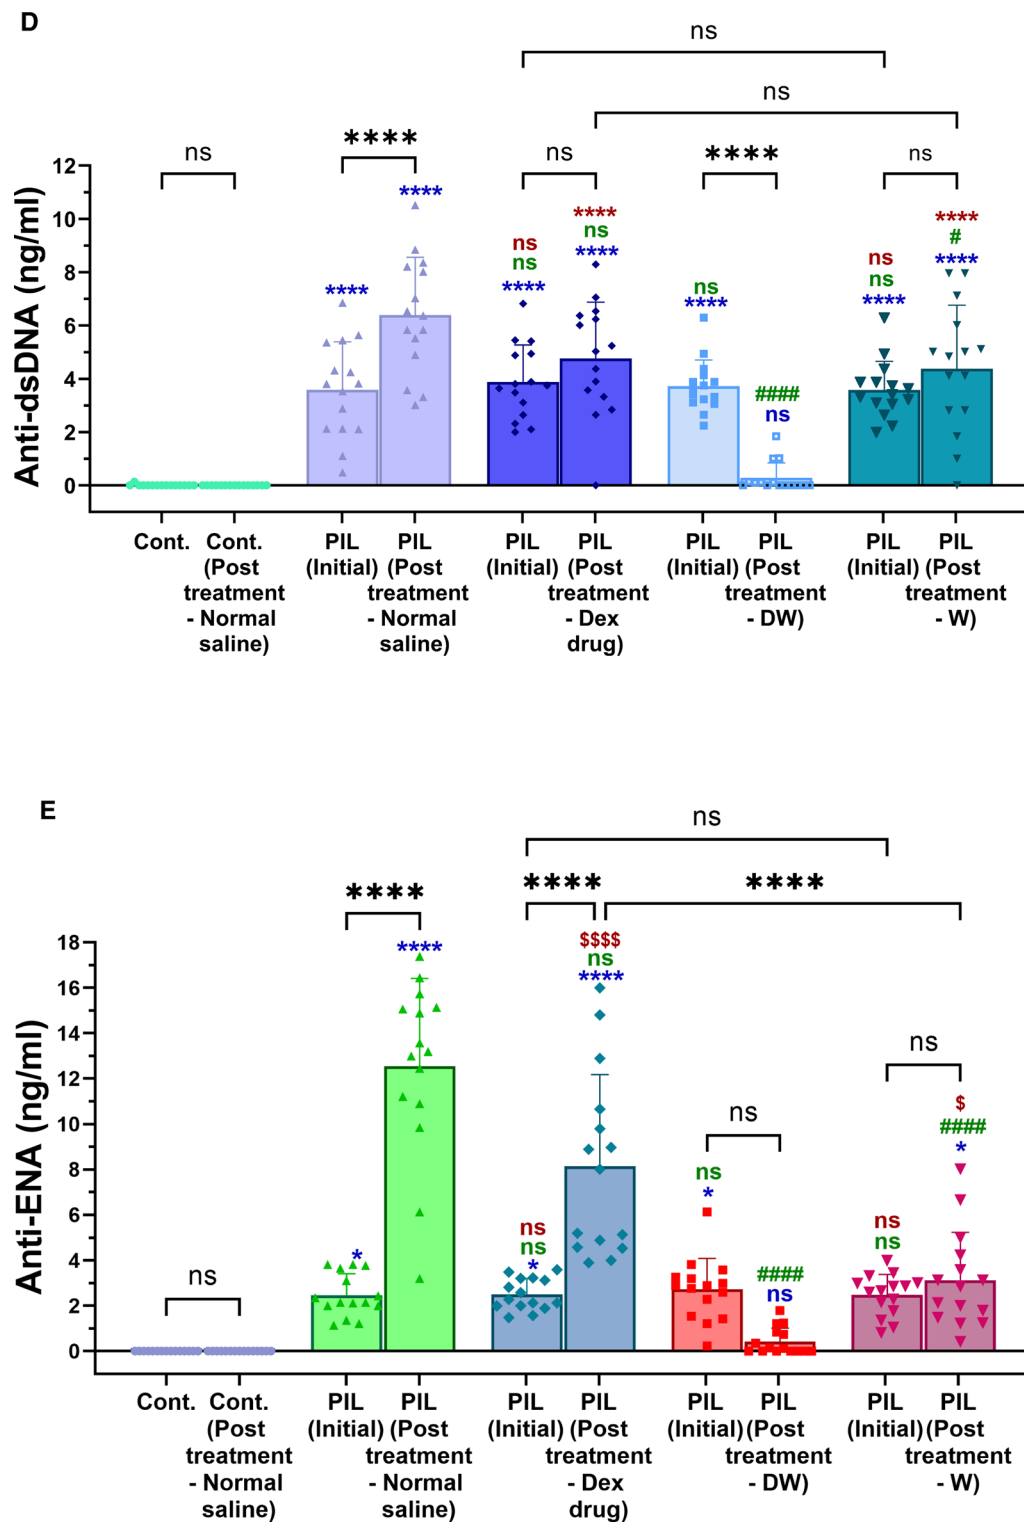 D
ns
ns
ns
****
ns
****
ns
12
10
8
6
4
2
0
Anti-dsDNA (ng/ml)
****
****
ns
ns
****
****
ns
****
ns
****
####
ns
ns
ns
****
****
#
****
Cont.
Cont.
(Post
treatment
- Normal
saline)
PIL
(Initial)
PIL
(Post
treatment
- Normal
saline)
PIL
(Initial)
PIL
(Post
treatment
- Dex
drug)
PIL
(Initial)
PIL
(Post
treatment
- DW)
PIL
(Initial)
PIL
(Post
treatment
- W)
E
ns
****
****
****
ns
ns
ns
18
16
14
12
10
8
6
4
2
0
Anti-ENA (ng/ml)
*
****
ns
ns
*
$$$$
ns
****
ns
*
####
ns
ns
ns
$
####
*
Cont.
Cont.
(Post
treatment
- Normal
saline)
PIL
(Initial)
PIL
(Post
treatment
- Normal
saline)
PIL
(Initial)
PIL
(Post
treatment
- Dex
drug)
PIL
(Initial)
PIL
(Post
treatment
- DW)
PIL
(Initial)
PIL
(Post
treatment
- W)